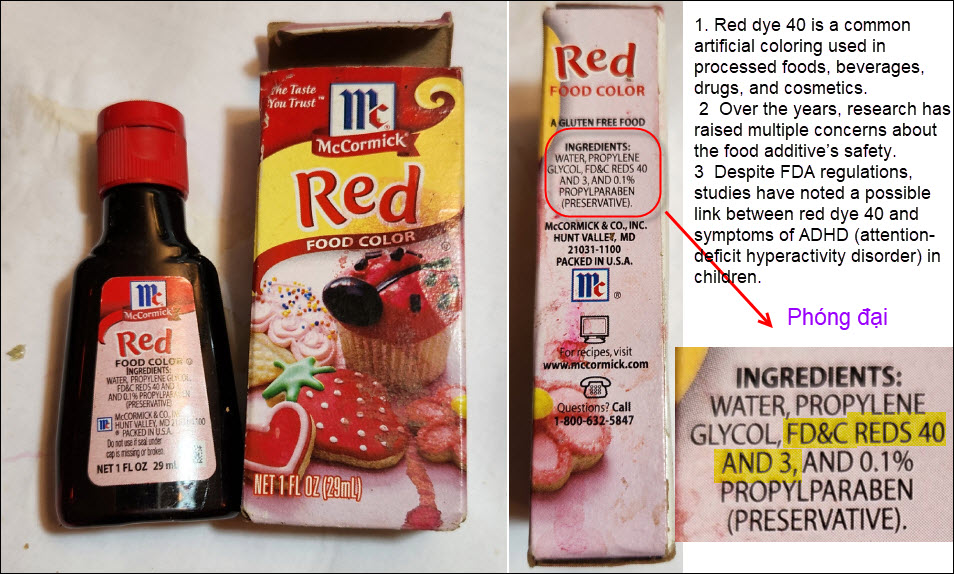 McCormick
Red
FOOD COLOR
INGREDIENTS:
WATER, PROPYLENE GLYCOL,
FD&C REDS 40 AND
AND 0.1% PROPYLPARABEN
(PRESERVATIVE
McCORMICK & CO., IN
HUNT VALLEY, MD 21031-1100
PACKED IN U.S.A.
Do not use if seal under
cap is missing or broken.
NET 1 FL OZ 29 mL
The Taste
You Trust™
Mc
McCormick®
Red
FOOD COLOR
NET 1 FL OZ (29mL)
Red
FOOD COLOR
A GLUTEN FREE FOOD
INGREDIENTS:
WATER, PROPYLENE
GLYCOL, FD&C REDS 40
AND 3, AND 0.1%
PROPYLPARABEN
(PRESERVATIVE).
McCORMICK & CO., INC.
HUNT VALLEY, MD
21031-1100
PACKED IN U.S.A.
Mc ®
For recipes, visit
www.mccormick.com
Questions? Call
1-800-632-5847
1. Red dye 40 is a common
artificial coloring used in
processed foods, beverages,
drugs, and cosmetics.
2 Over the years, research has
raised multiple concerns about
the food additive’s safety.
3 Despite FDA regulations,
studies have noted a possible
link between red dye 40 and
symptoms of ADHD (attention-
deficit hyperactivity disorder) in
children.
Phóng đại
INGREDIENTS:
WATER, PROPYLENE
GLYCOL, FD&C REDS 40
AND 3, AND 0.1%
PROPYLPARABEN
(PRESERVATIVE).